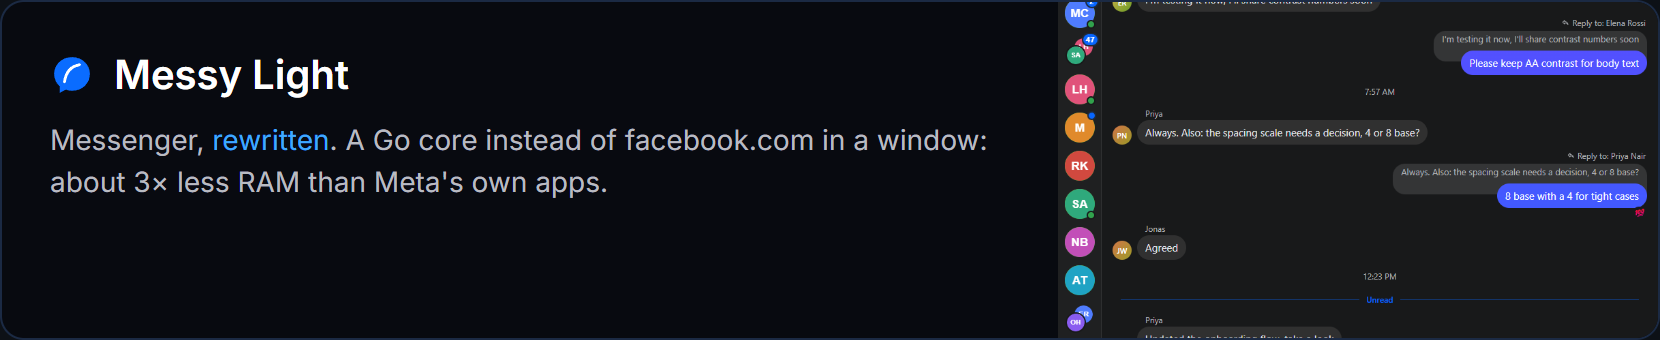 Messy Light
Messenger, rewritten. A Go core instead of facebook.com in a window:
about 3× less RAM than Meta's own apps.
MC
47
SA
LH
M
RK
SA
NB
AT
OH
Reply to: Elena Rossi
I'm testing it now, I'll share contrast numbers soon
Please keep AA contrast for body text
7:57 AM
Priya
PN
Always. Also: the spacing scale needs a decision, 4 or 8 base?
Reply to: Priya Nair
Always. Also: the spacing scale needs a decision, 4 or 8 base?
8 base with a 4 for tight cases
Jonas
JW
Agreed
12:23 PM
Unread
Priya